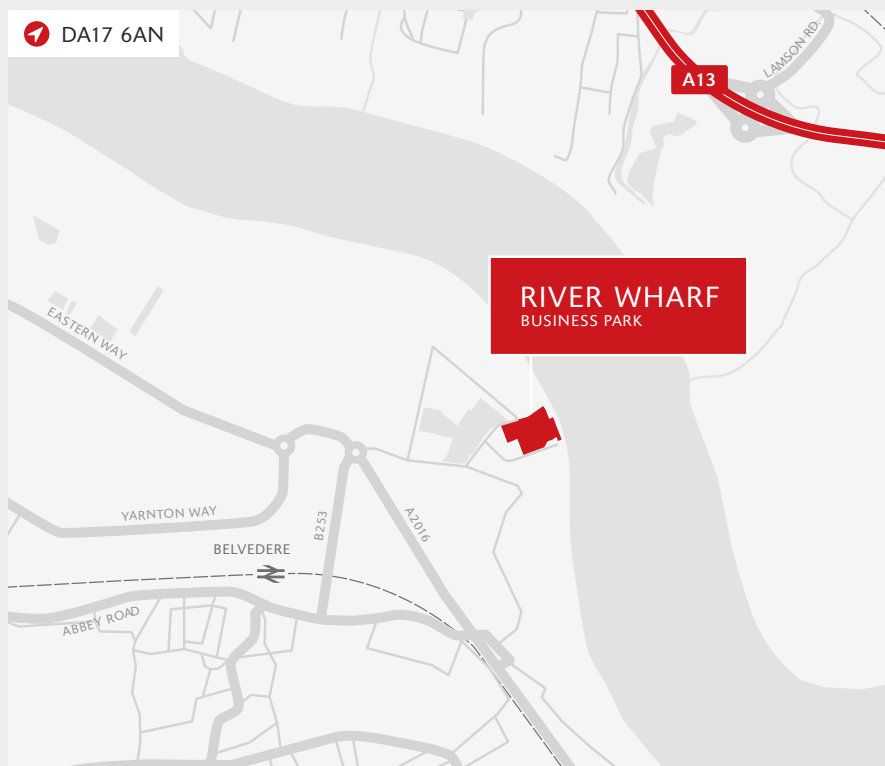 DA17 6AN
A13
LAMSON RD.
RIVER WHARF
BUSINESS PARK
EASTERN WAY
YARNTON WAY
B253
A2016
BELVEDERE
ABBEY ROAD